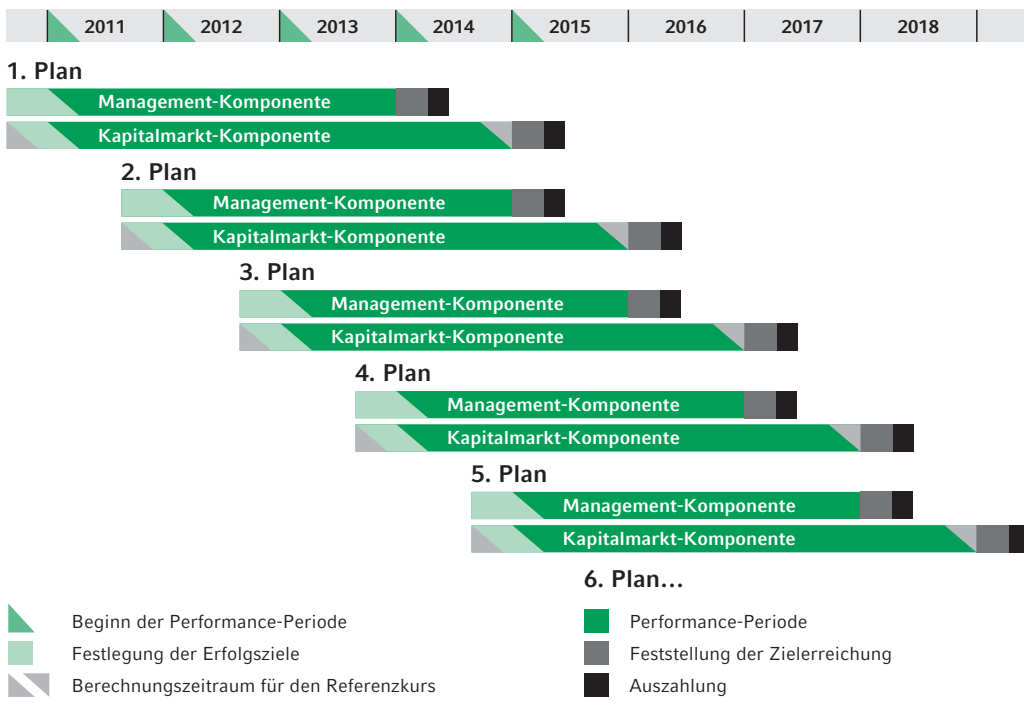 2011 2012 2013 2014 2015 2016 2017 2018
1. Plan
Management-Komponente
Kapitalmarkt-Komponente
2. Plan
Management-Komponente
Kapitalmarkt-Komponente
3. Plan
Management-Komponente
Kapitalmarkt-Komponente
4. Plan
Management-Komponente
Kapitalmarkt-Komponente
5. Plan
Management-Komponente
Kapitalmarkt-Komponente
6. Plan...
Beginn der Performance-Periode
Festlegung der Erfolgsziele
Berechnungszeitraum für den Referenzkurs
Performance-Periode
Feststellung der Zielerreichung
Auszahlung